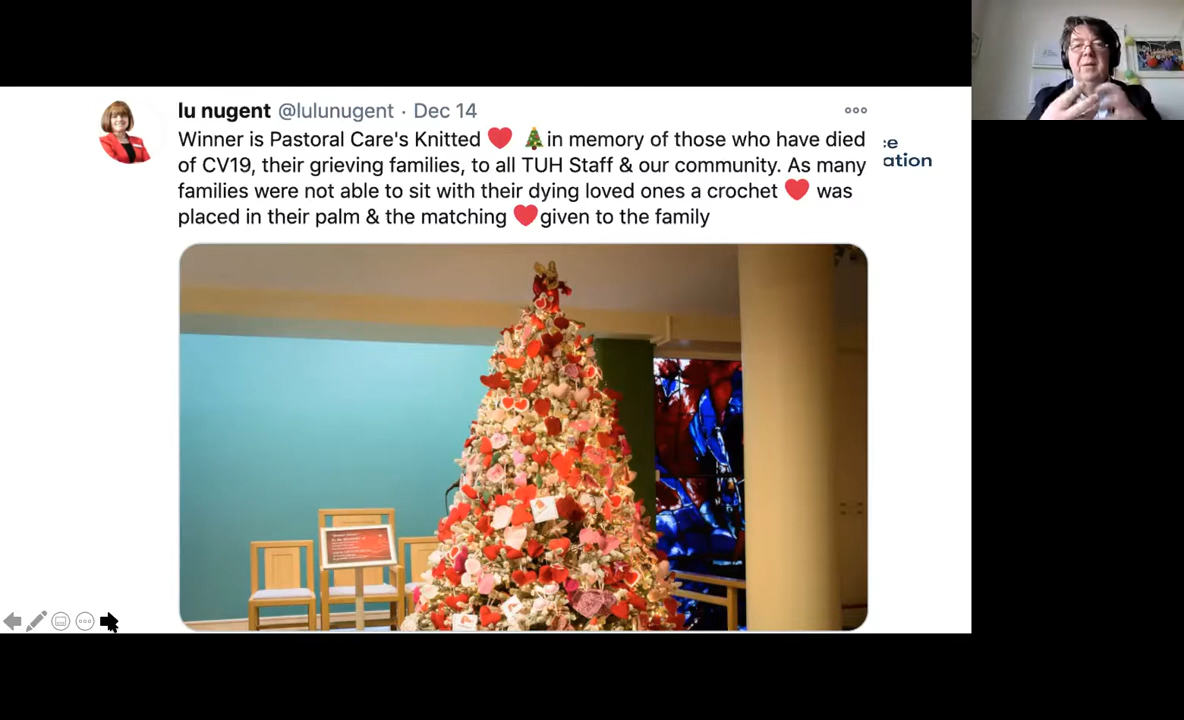 lu nugent @lulunugent · Dec 14
Winner is Pastoral Care's Knitted ❤️ 🎄in memory of those who have died
of CV19, their grieving families, to all TUH Staff & our community. As many
families were not able to sit with their dying loved ones a crochet ❤️ was
placed in their palm & the matching ❤️given to the family
ation